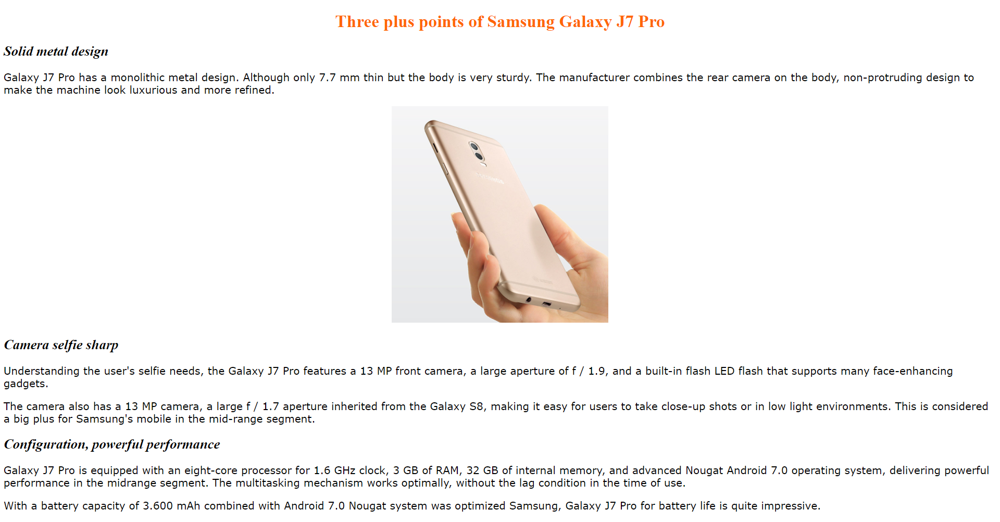 Three plus points of Samsung Galaxy J7 Pro
Solid metal design
Galaxy J7 Pro has a monolithic metal design. Although only 7.7 mm thin but the body is very sturdy. The manufacturer combines the rear camera on the body, non-protruding design to
make the machine look luxurious and more refined.
SAMSUNG
Camera selfie sharp
Understanding the user's selfie needs, the Galaxy J7 Pro features a 13 MP front camera, a large aperture of f / 1.9, and a built-in flash LED flash that supports many face-enhancing
gadgets.
The camera also has a 13 MP camera, a large f / 1.7 aperture inherited from the Galaxy S8, making it easy for users to take close-up shots or in low light environments. This is considered
a big plus for Samsung's mobile in the mid-range segment.
Configuration, powerful performance
Galaxy J7 Pro is equipped with an eight-core processor for 1.6 GHz clock, 3 GB of RAM, 32 GB of internal memory, and advanced Nougat Android 7.0 operating system, delivering powerful
performance in the midrange segment. The multitasking mechanism works optimally, without the lag condition in the time of use.
With a battery capacity of 3.600 mAh combined with Android 7.0 Nougat system was optimized Samsung, Galaxy J7 Pro for battery life is quite impressive.